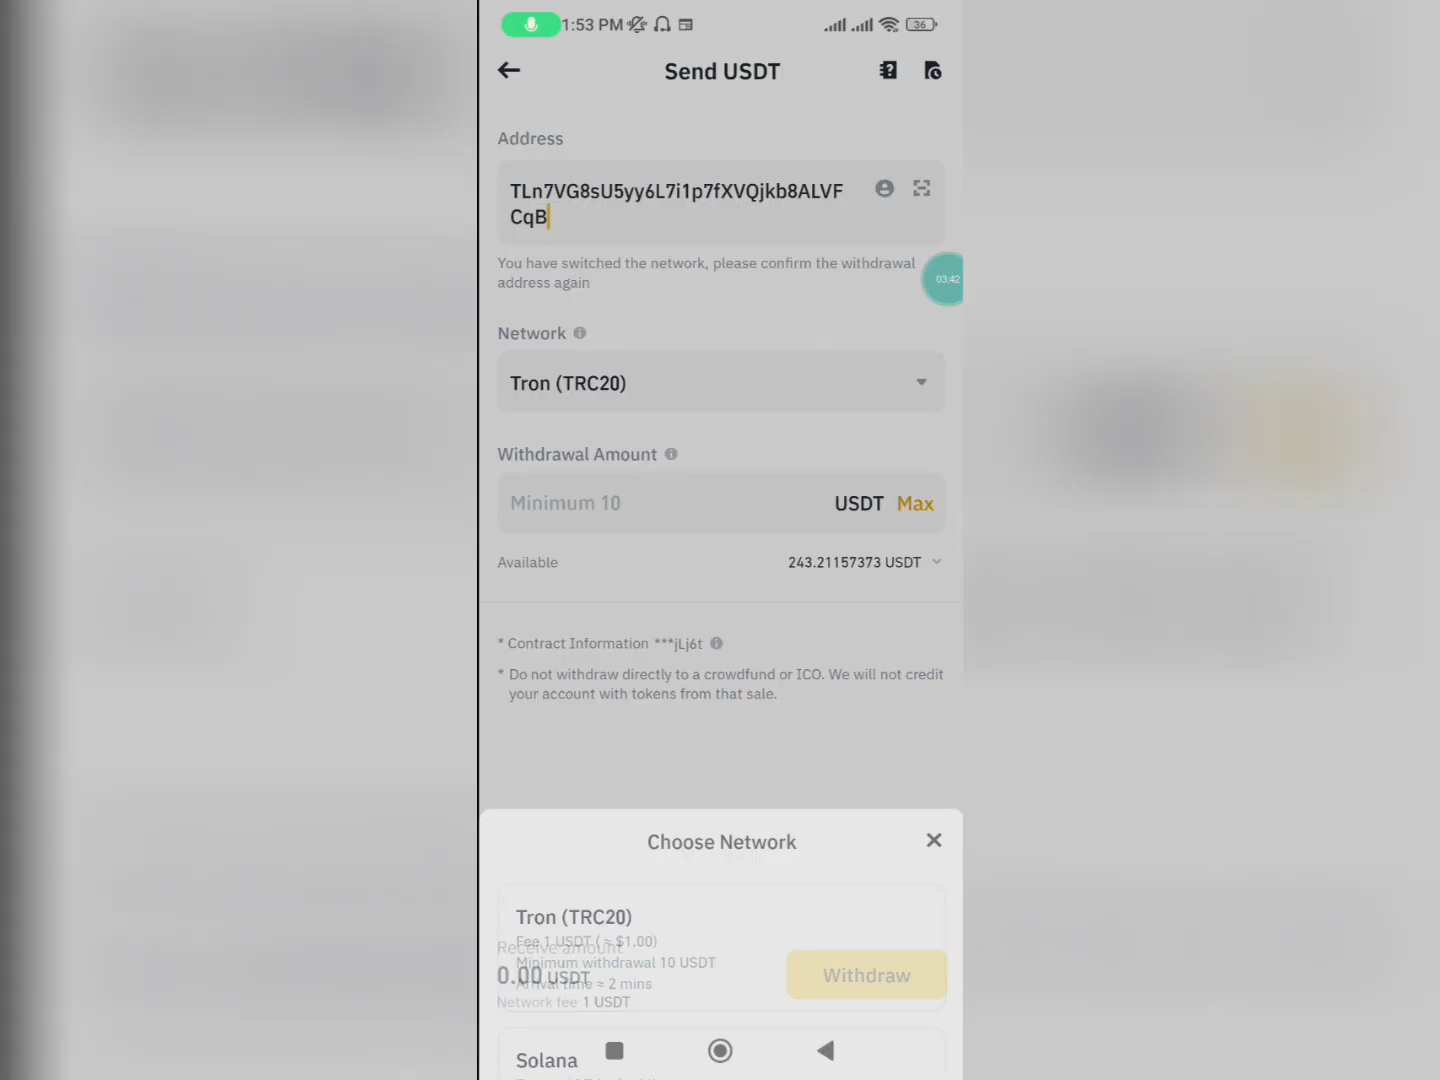 1:53 PM
36
Send USDT
Address
TLn7VG8sU5yy6L7i1p7fXVQjkb8ALVF
CqB
You have switched the network, please confirm the withdrawal
address again
03:42
Network
Tron (TRC20)
Withdrawal Amount
Minimum 10 USDT Max
Available 243.21157373 USDT
* Contract Information ***jLj6t
* Do not withdraw directly to a crowdfund or ICO. We will not credit
your account with tokens from that sale.
Choose Network
Tron (TRC20)
Fee 1 USDT ( ≈ $1.00)
Receive amount
Minimum withdrawal 10 USDT
0.00 USDT
Withdraw
Arrival time ≈ 2 mins
Network fee 1 USDT
Solana